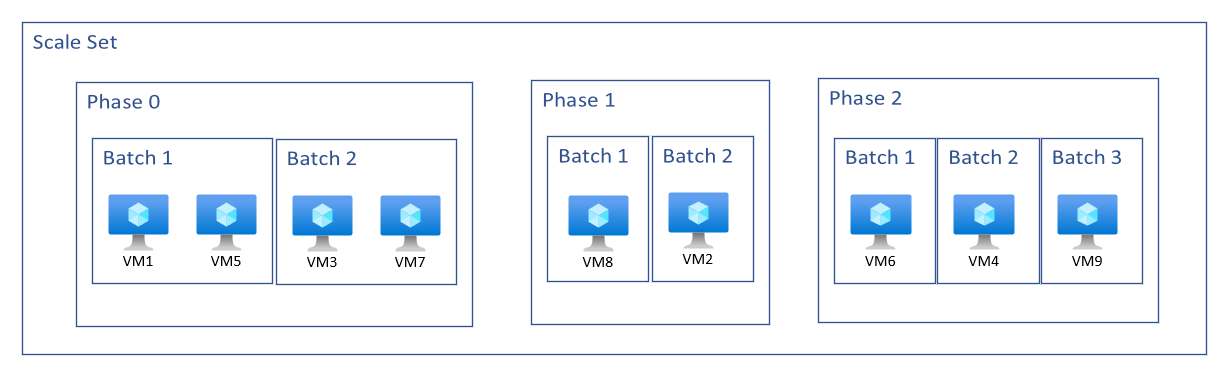 Scale Set
Phase 0
Batch 1
VM1
VM5
Batch 2
VM3
VM7
Phase 1
Batch 1
VM8
Batch 2
VM2
Phase 2
Batch 1
VM6
Batch 2
VM4
Batch 3
VM9